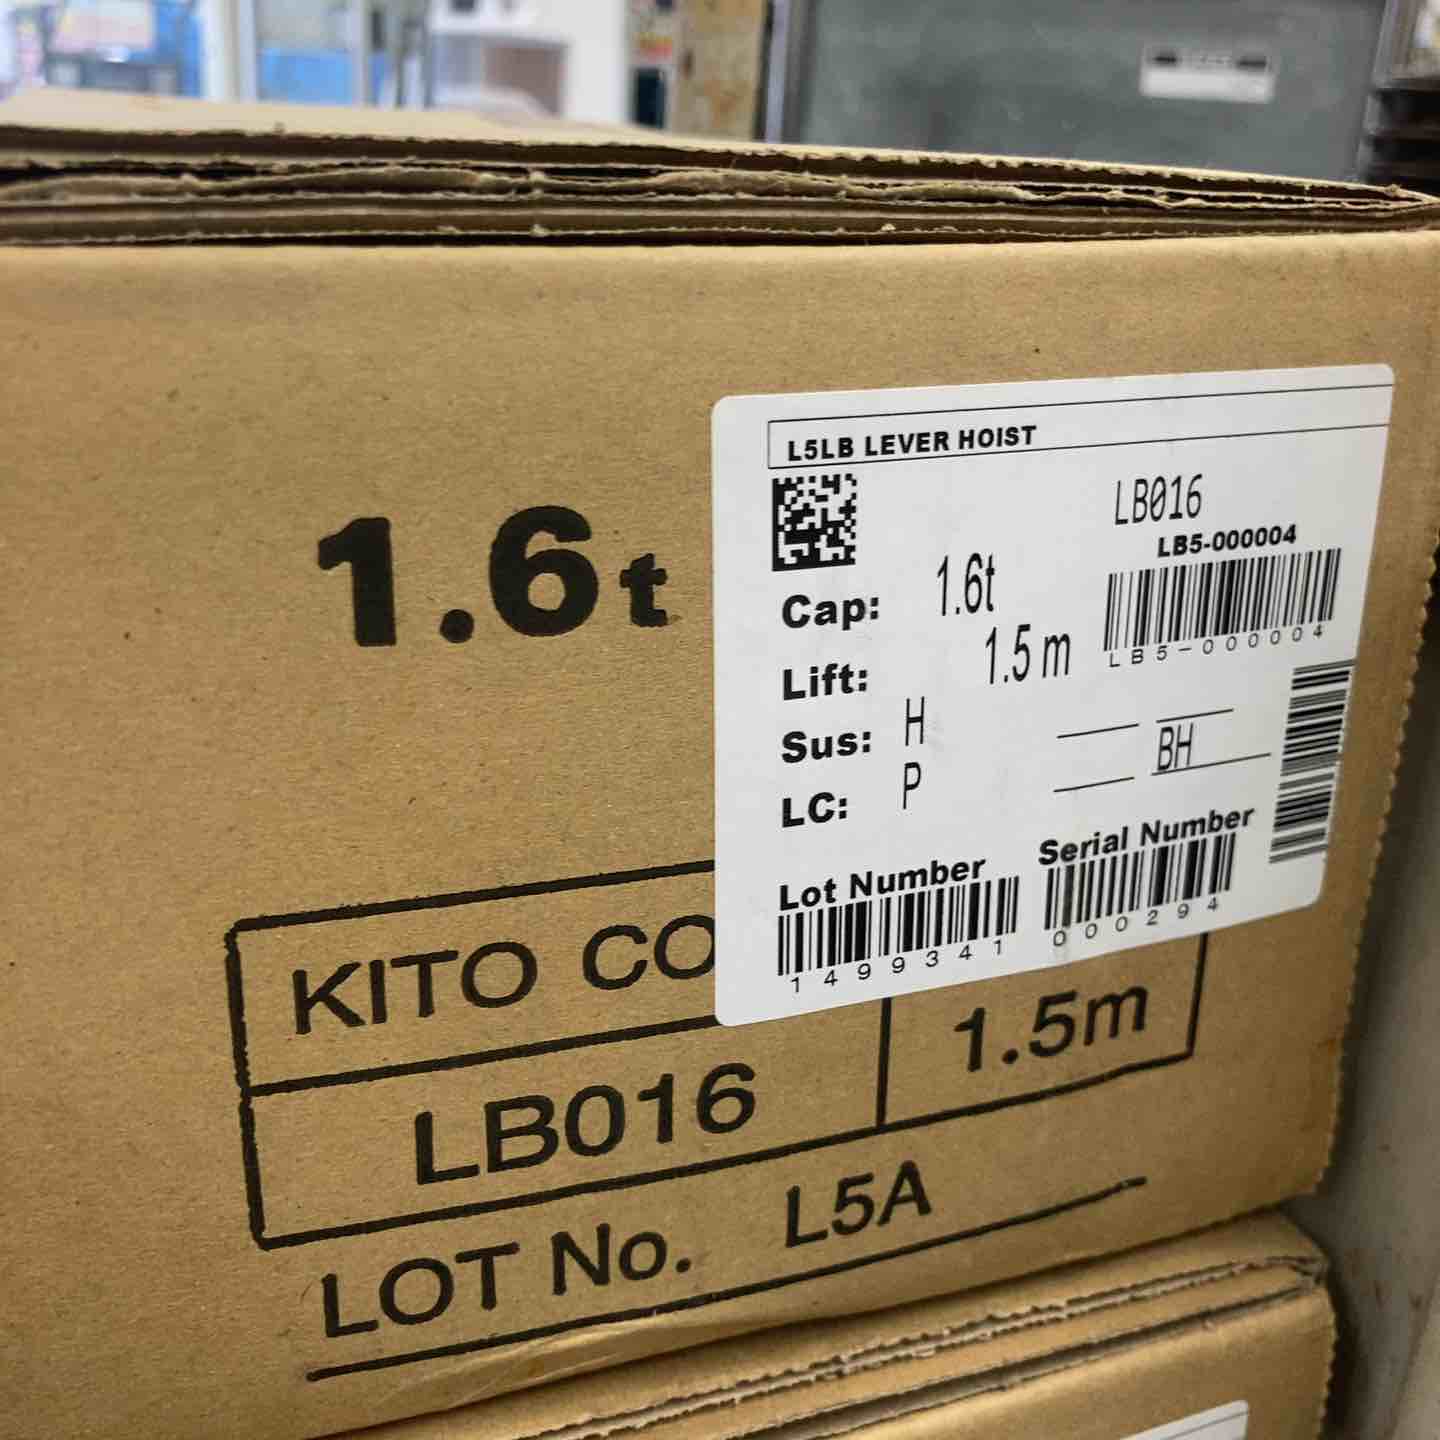 1.6t
L5LB LEVER HOIST
LB016
LB5-000004
LB5-000004
Cap: 1.6t
Lift: 1.5 m
Sus: H
BH
LC: P
Lot Number
1499341
Serial Number
000294
KITO CO
LB016
1.5m
LOT No. L5A